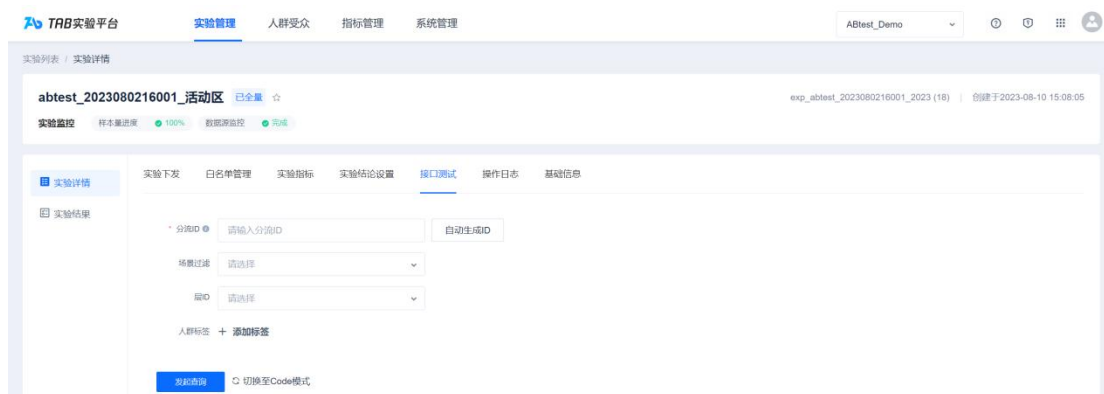 TAB实验平台 实验管理 人群受众 指标管理 系统管理 ABtest_Demo
实验列表 / 实验详情
abtest_2023080216001_活动区 已全量 exp_abtest_2023080216001_2023 (18) | 创建于2023-08-10 15:08:05
实验监控 样本量进度 100% 数据源监控 完成
实验详情 实验下发 白名单管理 实验指标 实验结论设置 接口测试 操作日志 基础信息
实验结果
* 分流ID 请输入分流ID 自动生成ID
场景过滤 请选择
层ID 请选择
人群标签 + 添加标签
发起查询 切换至Code模式